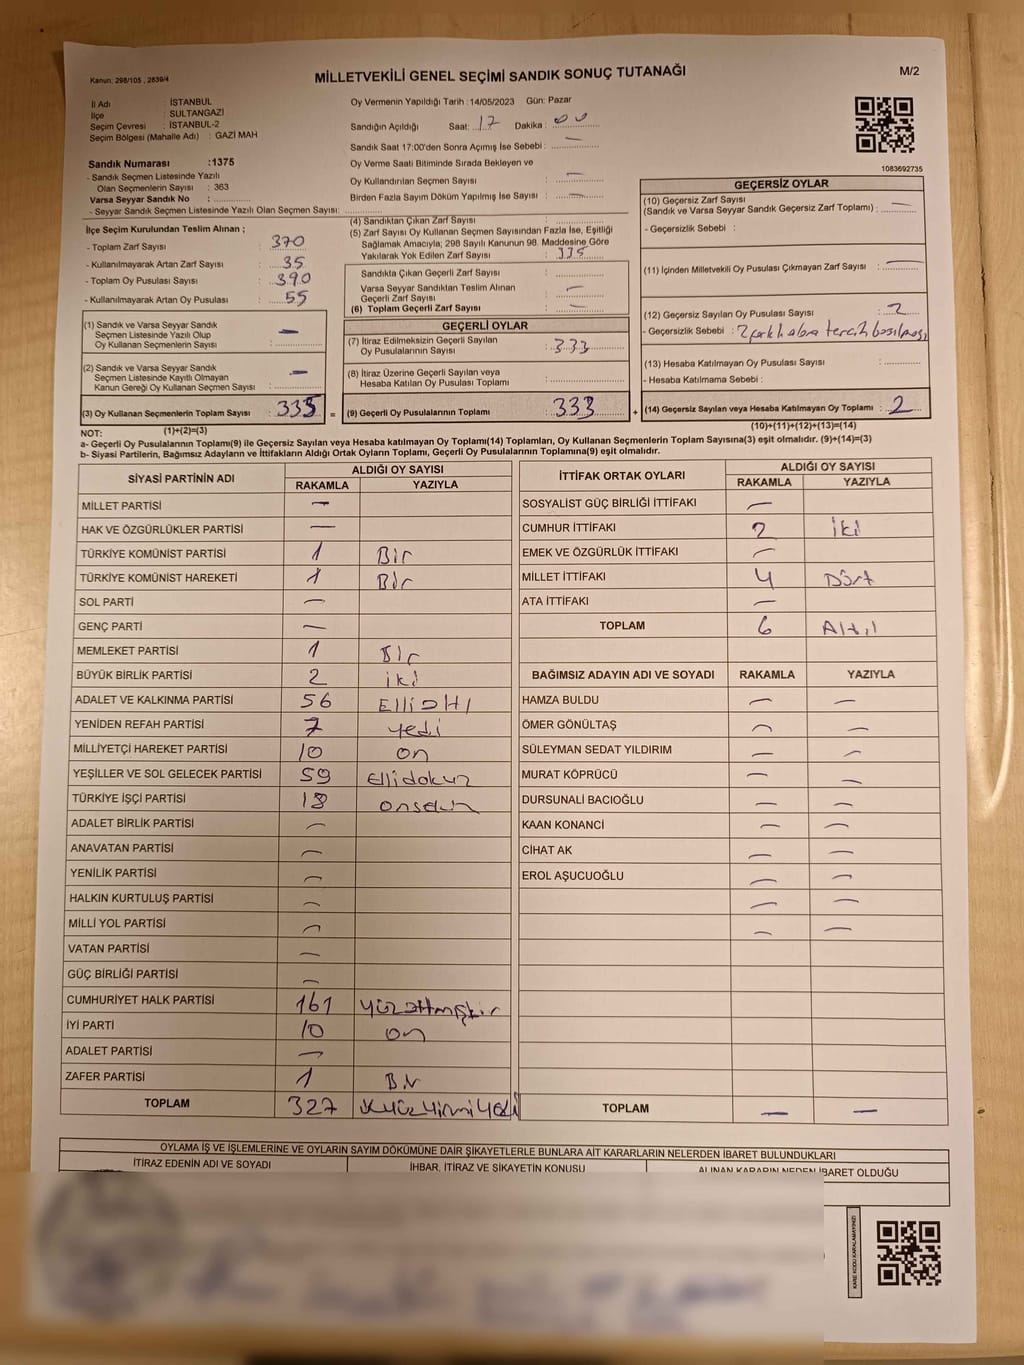 Kanun: 298/105 , 2839/4
MİLLETVEKİLİ GENEL SEÇİMİ SANDIK SONUÇ TUTANAĞI
M/2
İli Adı : İSTANBUL
İlçe : SULTANGAZİ
Seçim Çevresi : İSTANBUL-2
Seçim Bölgesi (Mahalle Adı) : GAZİ MAH
Sandık Numarası :1375
- Sandık Seçmen Listesinde Yazılı
Olan Seçmenlerin Sayısı : 363
Varsa Seyyar Sandık No :
- Seyyar Sandık Seçmen Listesinde Yazılı Olan Seçmen Sayısı:
Oy Vermenin Yapıldığı Tarih : 14/05/2023 Gün: Pazar
Sandığın Açıldığı Saat: 17 Dakika : 00
Sandık Saat 17:00'den Sonra Açımış İse Sebebi : —
Oy Verme Saati Bitiminde Sırada Bekleyen ve
Oy Kullandırılan Seçmen Sayısı : —
Birden Fazla Sayım Döküm Yapılmış İse Sayısı : —
1083692735
İlçe Seçim Kurulundan Teslim Alınan ;
- Toplam Zarf Sayısı : 370
- Kullanılmayarak Artan Zarf Sayısı : 35
- Toplam Oy Pusulası Sayısı : 390
- Kullanılmayarak Artan Oy Pusulası : 55
(4) Sandıktan Çıkan Zarf Sayısı :
(5) Zarf Sayısı Oy Kullanan Seçmen Sayısından Fazla İse, Eşitliği
Sağlamak Amacıyla; 298 Sayılı Kanunun 98. Maddesine Göre
Yakılarak Yok Edilen Zarf Sayısı : 335
Sandıkta Çıkan Geçerli Zarf Sayısı :
Varsa Seyyar Sandıktan Teslim Alınan
Geçerli Zarf Sayısı : —
(6) Toplam Geçerli Zarf Sayısı : —
GEÇERSİZ OYLAR
(10) Geçersiz Zarf Sayısı
(Sandık ve Varsa Seyyar Sandık Geçersiz Zarf Toplamı) : —
- Geçersizlik Sebebi :
(11) İçinden Milletvekili Oy Pusulası Çıkmayan Zarf Sayısı : —
(12) Geçersiz Sayılan Oy Pusulası Sayısı : 2
- Geçersizlik Sebebi : 2 farklı alana tercih basılması
(13) Hesaba Katılmayan Oy Pusulası Sayısı :
- Hesaba Katılmama Sebebi :
(14) Geçersiz Sayılan veya Hesaba Katılmayan Oy Toplamı : 2
(10)+(11)+(12)+(13)=(14)
(1) Sandık ve Varsa Seyyar Sandık
Seçmen Listesinde Yazılı Olup
Oy Kullanan Seçmenlerin Sayısı : —
(2) Sandık ve Varsa Seyyar Sandık
Seçmen Listesinde Kayıtlı Olmayan
Kanun Gereği Oy Kullanan Seçmen Sayısı : —
(3) Oy Kullanan Seçmenlerin Toplam Sayısı : 335 =
(1)+(2)=(3)
GEÇERLİ OYLAR
(7) İtiraz Edilmeksizin Geçerli Sayılan
Oy Pusulalarının Sayısı : 333
(8) İtiraz Üzerine Geçerli Sayılan veya
Hesaba Katılan Oy Pusulası Toplamı :
(9) Geçerli Oy Pusulalarının Toplamı : 333 +
NOT:
a- Geçerli Oy Pusulalarının Toplamı(9) ile Geçersiz Sayılan veya Hesaba katılmayan Oy Toplamı(14) Toplamları, Oy Kullanan Seçmenlerin Toplam Sayısına(3) eşit olmalıdır. (9)+(14)=(3)
b- Siyasi Partilerin, Bağımsız Adayların ve İttifakların Aldığı Ortak Oyların Toplamı, Geçerli Oy Pusulalarının Toplamına(9) eşit olmalıdır.
SİYASİ PARTİNİN ADI ALDIĞI OY SAYISI
RAKAMLA YAZIYLA
MİLLET PARTİSİ —
HAK VE ÖZGÜRLÜKLER PARTİSİ —
TÜRKİYE KOMÜNİST PARTİSİ 1 Bir
TÜRKİYE KOMÜNİST HAREKETİ 1 Bir
SOL PARTİ —
GENÇ PARTİ —
MEMLEKET PARTİSİ 1 Bir
BÜYÜK BİRLİK PARTİSİ 2 iki
ADALET VE KALKINMA PARTİSİ 56 Elli altı
YENİDEN REFAH PARTİSİ 7 yedi
MİLLİYETÇİ HAREKET PARTİSİ 10 on
YEŞİLLER VE SOL GELECEK PARTİSİ 59 Ellidokuz
TÜRKİYE İŞÇİ PARTİSİ 18 onsekiz
ADALET BİRLİK PARTİSİ —
ANAVATAN PARTİSİ —
YENİLİK PARTİSİ —
HALKIN KURTULUŞ PARTİSİ —
MİLLİ YOL PARTİSİ —
VATAN PARTİSİ —
GÜÇ BİRLİĞİ PARTİSİ —
CUMHURİYET HALK PARTİSİ 161 yüzaltmışbir
İYİ PARTİ 10 on
ADALET PARTİSİ —
ZAFER PARTİSİ 1 Bir
TOPLAM 327 üçyüzyirmiyedi
İTTİFAK ORTAK OYLARI ALDIĞI OY SAYISI
RAKAMLA YAZIYLA
SOSYALİST GÜÇ BİRLİĞİ İTTİFAKI —
CUMHUR İTTİFAKI 2 iki
EMEK VE ÖZGÜRLÜK İTTİFAKI —
MİLLET İTTİFAKI 4 Dört
ATA İTTİFAKI —
TOPLAM 6 Altı
BAĞIMSIZ ADAYIN ADI VE SOYADI RAKAMLA YAZIYLA
HAMZA BULDU — —
ÖMER GÖNÜLTAŞ — —
SÜLEYMAN SEDAT YILDIRIM — —
MURAT KÖPRÜCÜ — —
DURSUNALİ BACIOĞLU — —
KAAN KONANCİ — —
CİHAT AK — —
EROL AŞUCUOĞLU — —
— —
— —
TOPLAM — —
OYLAMA İŞ VE İŞLEMLERİNE VE OYLARIN SAYIM DÖKÜMÜNE DAİR ŞİKAYETLERLE BUNLARA AİT KARARLARIN NELERDEN İBARET BULUNDUKLARI
İTİRAZ EDENİN ADI VE SOYADI İHBAR, İTİRAZ VE ŞİKAYETİN KONUSU ALINAN KARARIN NEDEN İBARET OLDUĞU
KARE KODU KARALAMAYINIZ!